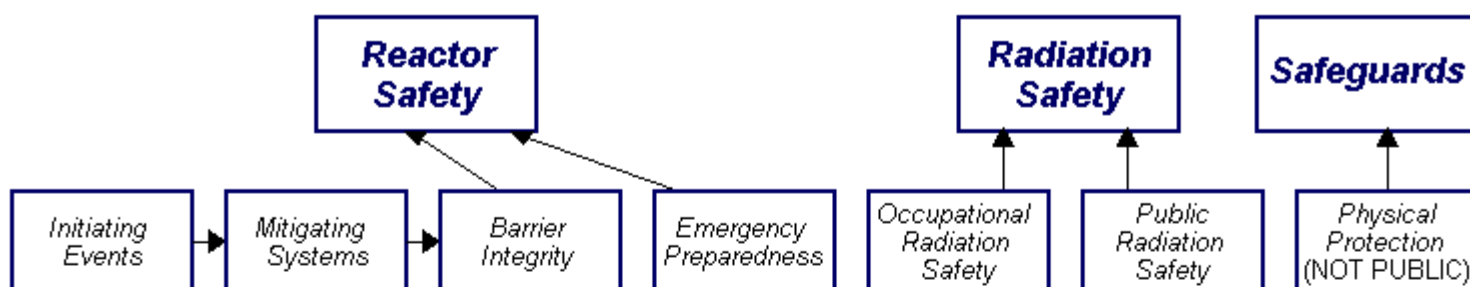 Reactor
Safety
Radiation
Safety
Safeguards
Initiating
Events
Mitigating
Systems
Barrier
Integrity
Emergency
Preparedness
Occupational
Radiation
Safety
Public
Radiation
Safety
Physical
Protection
(NOT PUBLIC)